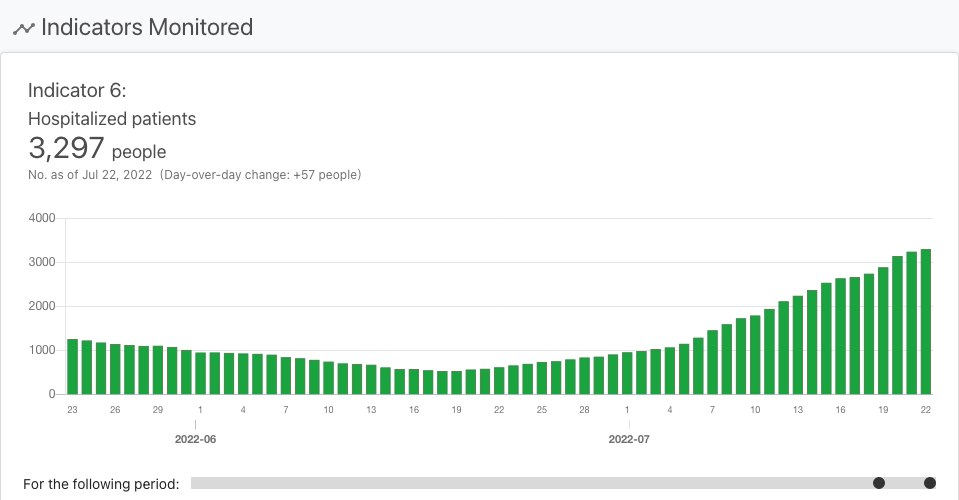 Indicators Monitored
Indicator 6:
Hospitalized patients
3,297 people
No. as of Jul 22, 2022 (Day-over-day change: +57 people)
4000
3000
2000
1000
0
23 26 29 1 4 7 10 13 16 19 22 25 28 1 4 7 10 13 16 19 22
2022-06 2022-07
For the following period: